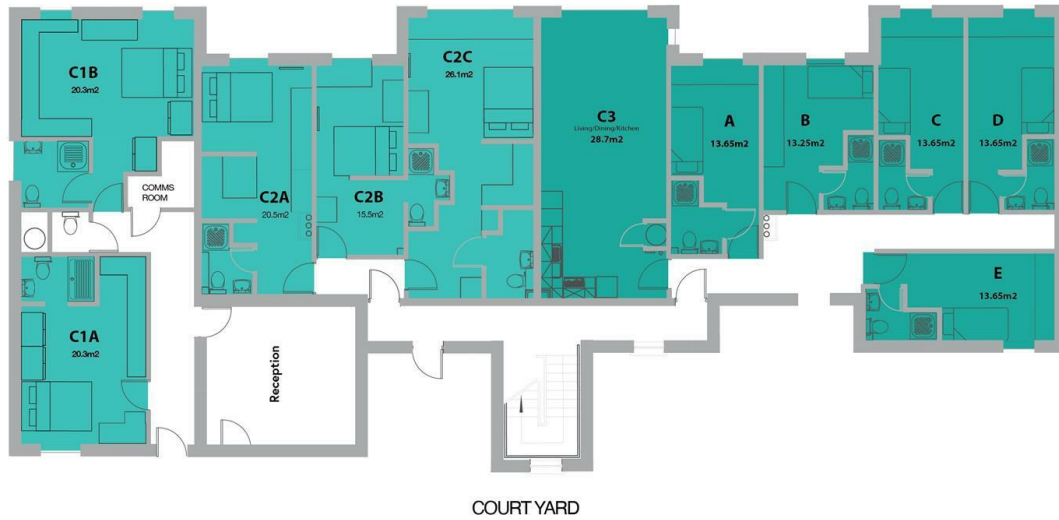 C1B
20.3m2
C2C
26.1m2
C3
Living/Dining/Kitchen
28.7m2
A
13.65m2
B
13.25m2
C
13.65m2
D
13.65m2
COMMS
ROOM
C2A
20.5m2
C2B
15.5m2
E
13.65m2
C1A
20.3m2
Reception
COURT YARD